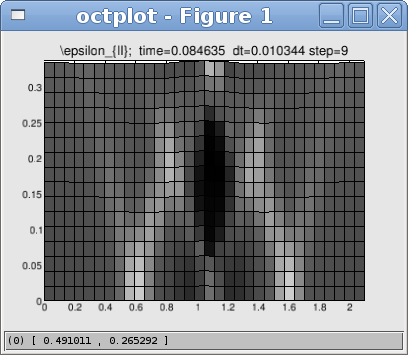 octplot - Figure 1
\epsilon_{||}; time=0.084635 dt=0.010344 step=9
0.3
0.25
0.2
0.15
0.1
0.05
0
0 0.2 0.4 0.6 0.8 1 1.2 1.4 1.6 1.8 2
(0) [ 0.491011 , 0.265292 ]